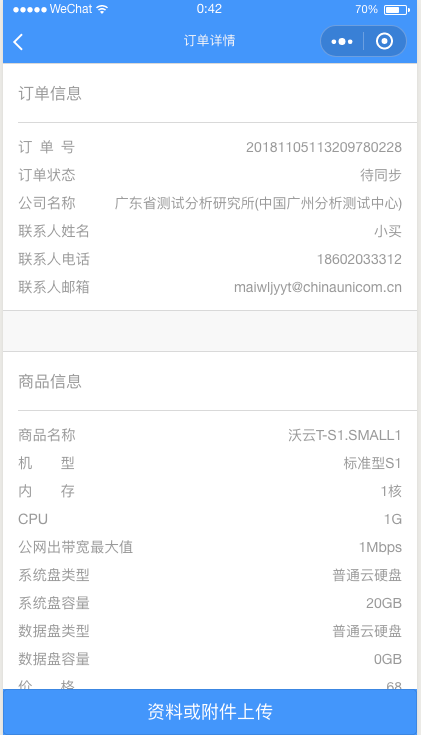 WeChat 0:42 70%
订单详情
订单信息
订 单 号 20181105113209780228
订单状态 待同步
公司名称 广东省测试分析研究所(中国广州分析测试中心)
联系人姓名 小买
联系人电话 18602033312
联系人邮箱 maiwljyyt@chinaunicom.cn
商品信息
商品名称 沃云T-S1.SMALL1
机 型 标准型S1
内 存 1核
CPU 1G
公网出带宽最大值 1Mbps
系统盘类型 普通云硬盘
系统盘容量 20GB
数据盘类型 普通云硬盘
数据盘容量 0GB
价 格 68
资料或附件上传